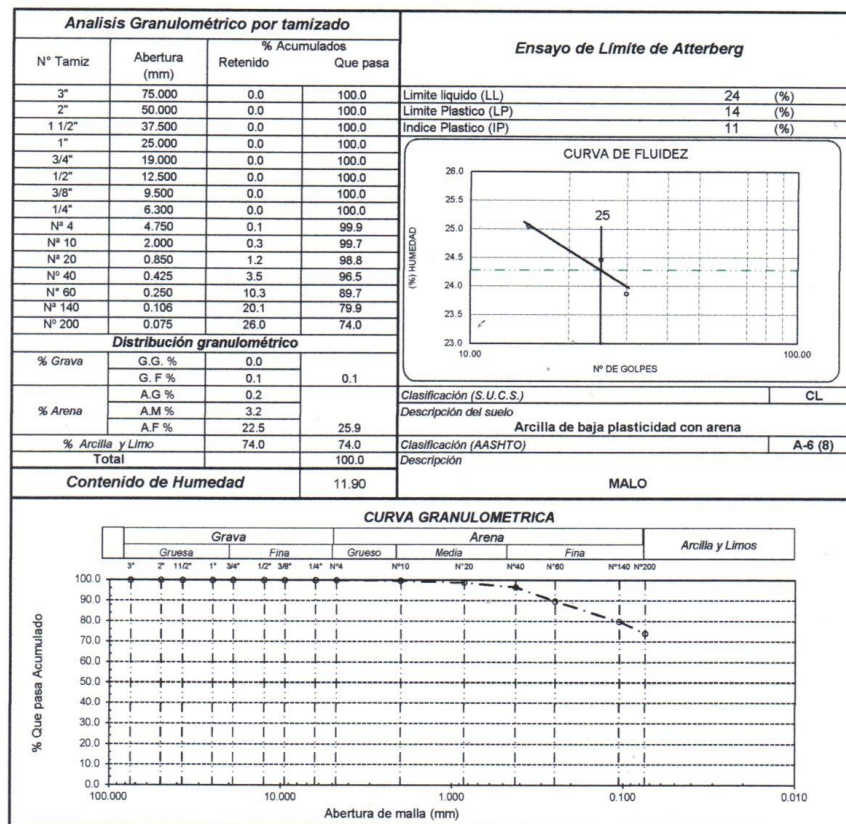 Analisis Granulométrico por tamizado
N° Tamiz Abertura (mm) % Acumulados Retenido Que pasa
3" 75.000 0.0 100.0
2" 50.000 0.0 100.0
1 1/2" 37.500 0.0 100.0
1" 25.000 0.0 100.0
3/4" 19.000 0.0 100.0
1/2" 12.500 0.0 100.0
3/8" 9.500 0.0 100.0
1/4" 6.300 0.0 100.0
Nª 4 4.750 0.1 99.9
Nª 10 2.000 0.3 99.7
Nª 20 0.850 1.2 98.8
Nº 40 0.425 3.5 96.5
N° 60 0.250 10.3 89.7
Nª 140 0.106 20.1 79.9
Nº 200 0.075 26.0 74.0
Distribución granulométrico
% Grava G.G. % 0.0
G. F % 0.1 0.1
% Arena A.G % 0.2
A.M % 3.2
A.F % 22.5 25.9
% Arcilla y Limo 74.0 74.0
Total 100.0
Contenido de Humedad 11.90
Ensayo de Límite de Atterberg
Limite liquido (LL) 24 (%)
Limite Plastico (LP) 14 (%)
Indice Plastico (IP) 11 (%)
CURVA DE FLUIDEZ
26.0
25.5
25.0
24.5
24.0
23.5
23.0
(%) HUMEDAD
25
10.00 100.00
Nº DE GOLPES
Clasificación (S.U.C.S.) CL
Descripción del suelo
Arcilla de baja plasticidad con arena
Clasificación (AASHTO) A-6 (8)
Descripción
MALO
CURVA GRANULOMETRICA
Grava Arena Arcilla y Limos
Gruesa Fina Grueso Media Fina
3" 2" 11/2" 1" 3/4" 1/2" 3/8" 1/4" N°4 N°10 N°20 N°40 N°60 N°140 N°200
100.0
90.0
80.0
70.0
60.0
50.0
40.0
30.0
20.0
10.0
0.0
% Que pasa Acumulado
100.000 10.000 1.000 0.100 0.010
Abertura de malla (mm)